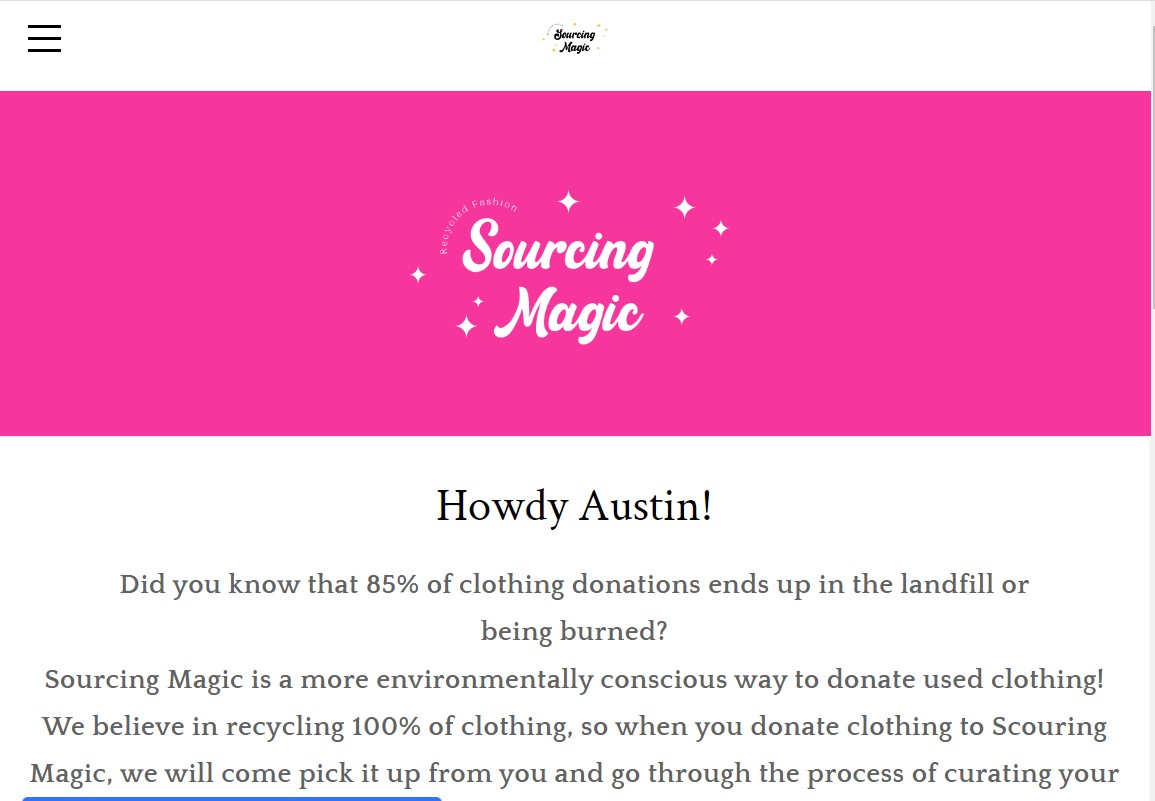 Sourcing
Magic
Recycled Fashion
Sourcing
Magic
Howdy Austin!
Did you know that 85% of clothing donations ends up in the landfill or
being burned?
Sourcing Magic is a more environmentally conscious way to donate used clothing!
We believe in recycling 100% of clothing, so when you donate clothing to Scouring
Magic, we will come pick it up from you and go through the process of curating your